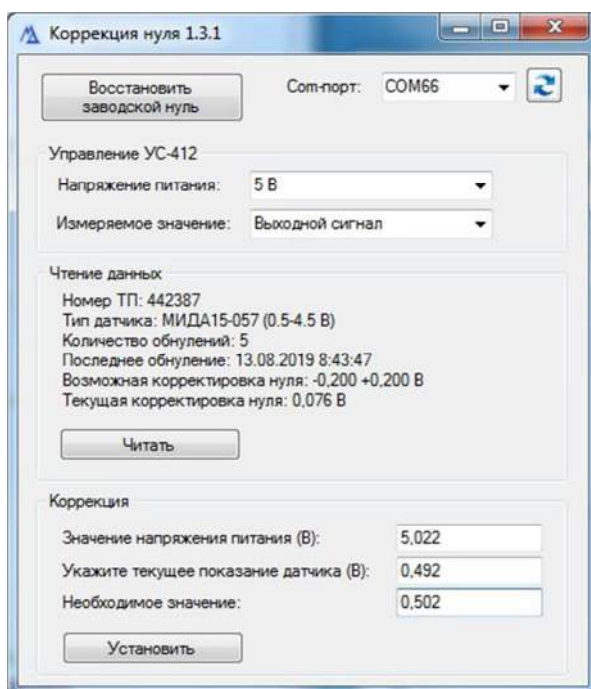 Коррекция нуля 1.3.1
Восстановить заводской нуль
Com-порт: COM66
Управление УС-412
Напряжение питания: 5 В
Измеряемое значение: Выходной сигнал
Чтение данных
Номер ТП: 442387
Тип датчика: МИДА15-057 (0.5-4.5 В)
Количество обнулений: 5
Последнее обнуление: 13.08.2019 8:43:47
Возможная корректировка нуля: -0,200 +0,200 В
Текущая корректировка нуля: 0,076 В
Читать
Коррекция
Значение напряжения питания (В): 5,022
Укажите текущее показание датчика (В): 0,492
Необходимое значение: 0,502
Установить